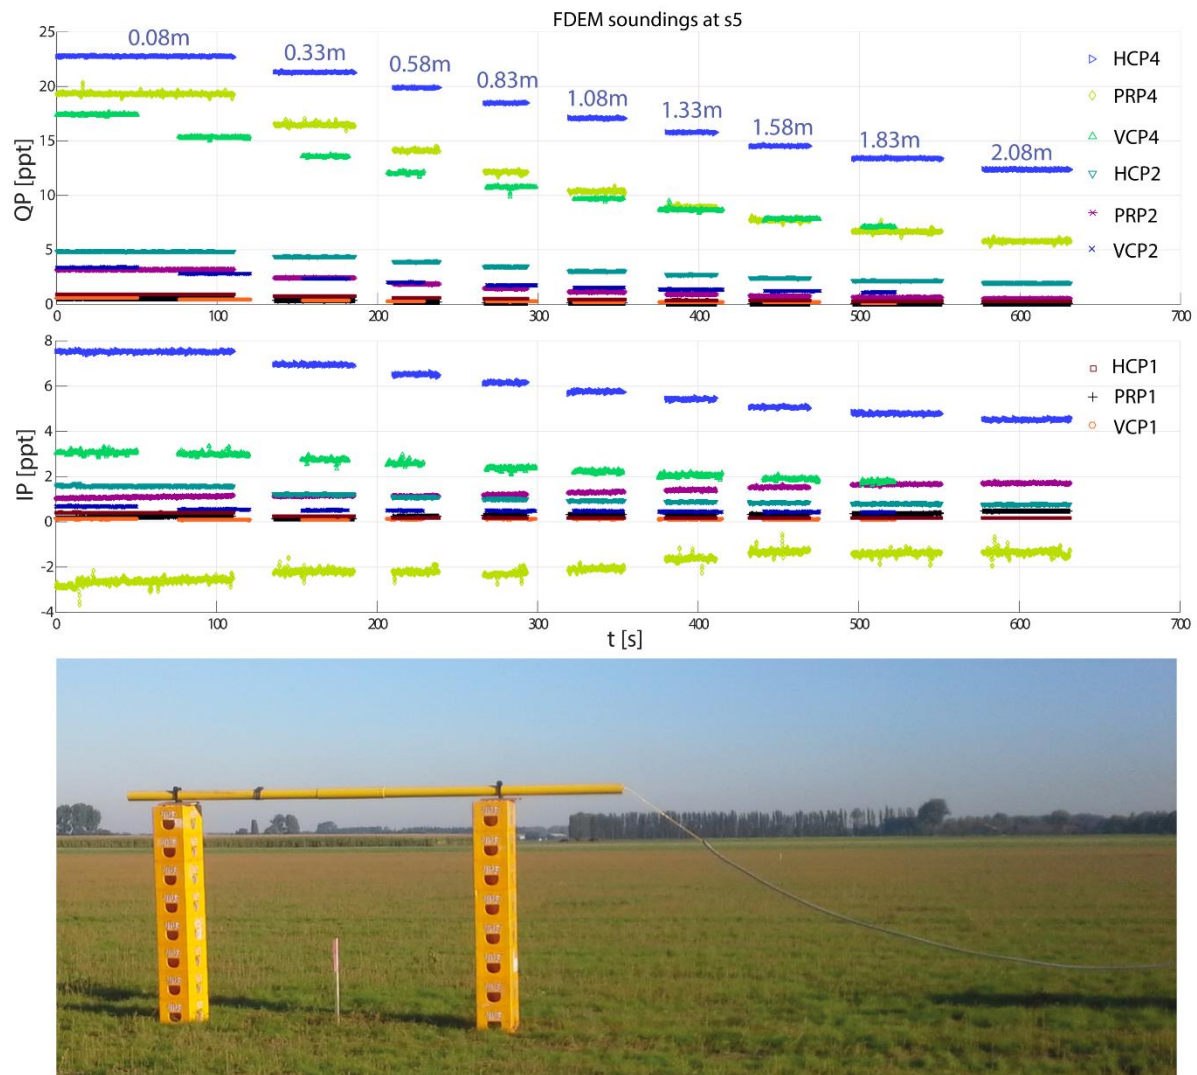 FDEM soundings at s5
QP [ppt]
25
20
15
10
5
0
0.08m
0.33m
0.58m
0.83m
1.08m
1.33m
1.58m
1.83m
2.08m
HCP4
PRP4
VCP4
HCP2
PRP2
VCP2
0 100 200 300 400 500 600 700
IP [ppt]
8
6
4
2
0
-2
-4
HCP1
PRP1
VCP1
0 100 200 300 400 500 600 700
t [s]